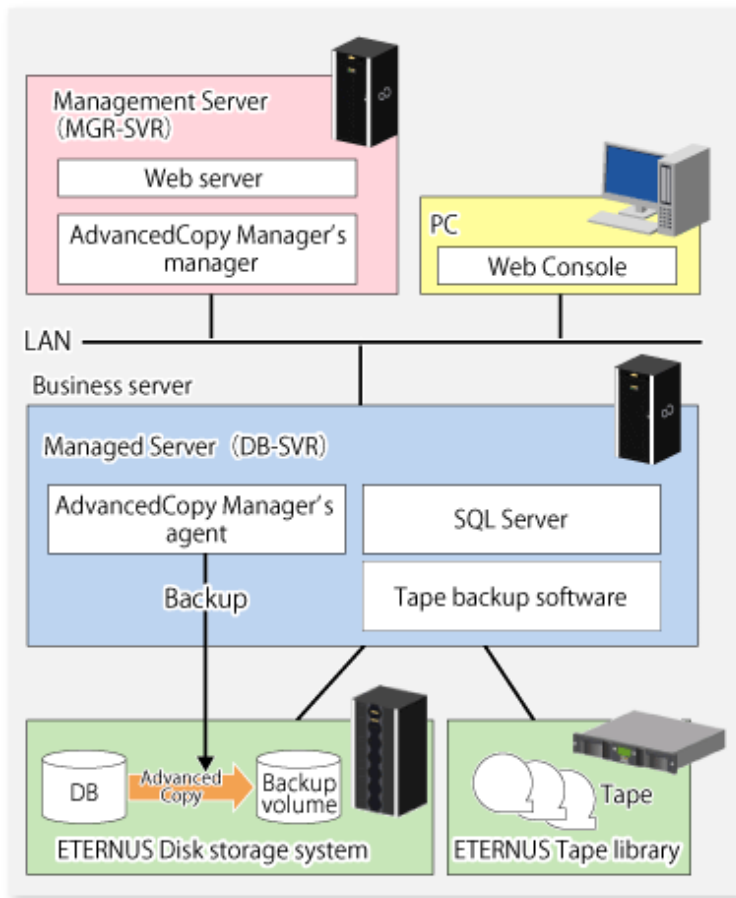 Management Server
（MGR-SVR）
Web server
AdvancedCopy Manager's
manager
PC
Web Console
LAN
Business server
Managed Server（DB-SVR）
AdvancedCopy Manager's
agent
SQL Server
Backup
Tape backup software
DB
Advanced
Copy
Backup
volume
ETERNUS Disk storage system
Tape
ETERNUS Tape library